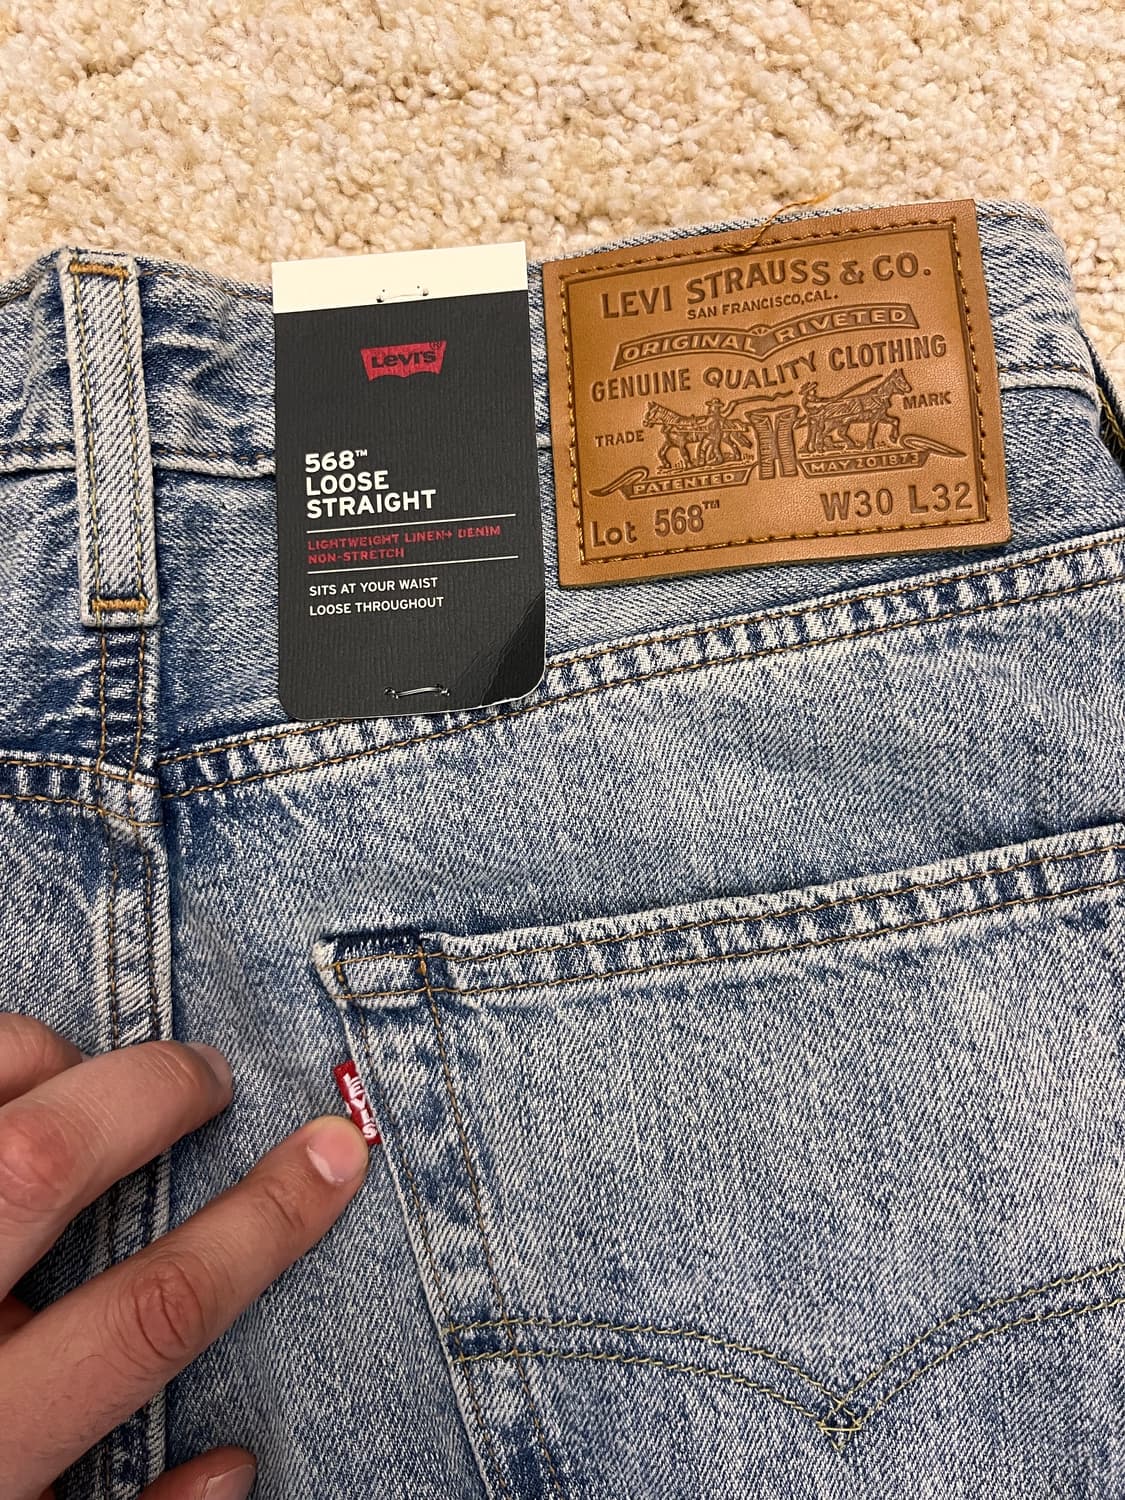 Levi's®
568™
LOOSE
STRAIGHT
LIGHTWEIGHT LINEN+ DENIM
NON-STRETCH
SITS AT YOUR WAIST
LOOSE THROUGHOUT
LEVI STRAUSS & CO.
SAN FRANCISCO, CAL.
ORIGINAL RIVETED
GENUINE QUALITY CLOTHING
TRADE MARK
PATENTED MAY 20 1873
Lot 568™ W30 L32
LEVIS